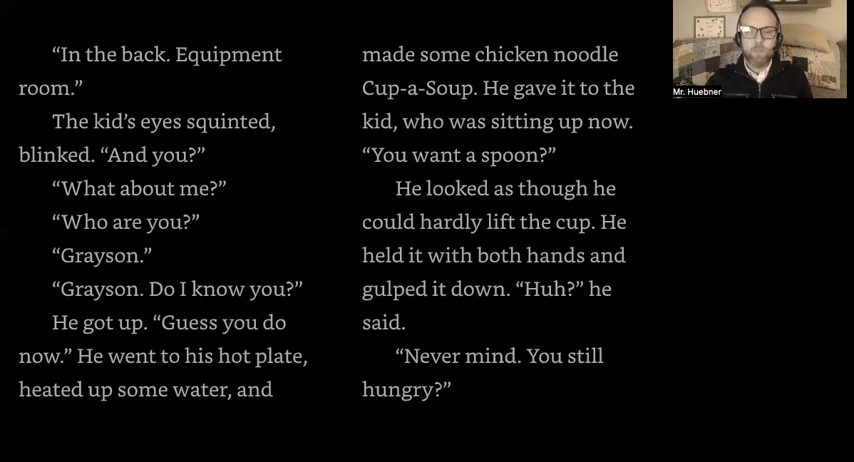 “In the back. Equipment
room.”
The kid’s eyes squinted,
blinked. “And you?”
“What about me?”
“Who are you?”
“Grayson.”
“Grayson. Do I know you?”
He got up. “Guess you do
now.” He went to his hot plate,
heated up some water, and
made some chicken noodle
Cup-a-Soup. He gave it to the
kid, who was sitting up now.
“You want a spoon?”
He looked as though he
could hardly lift the cup. He
held it with both hands and
gulped it down. “Huh?” he
said.
“Never mind. You still
hungry?”
Mr. Huebner